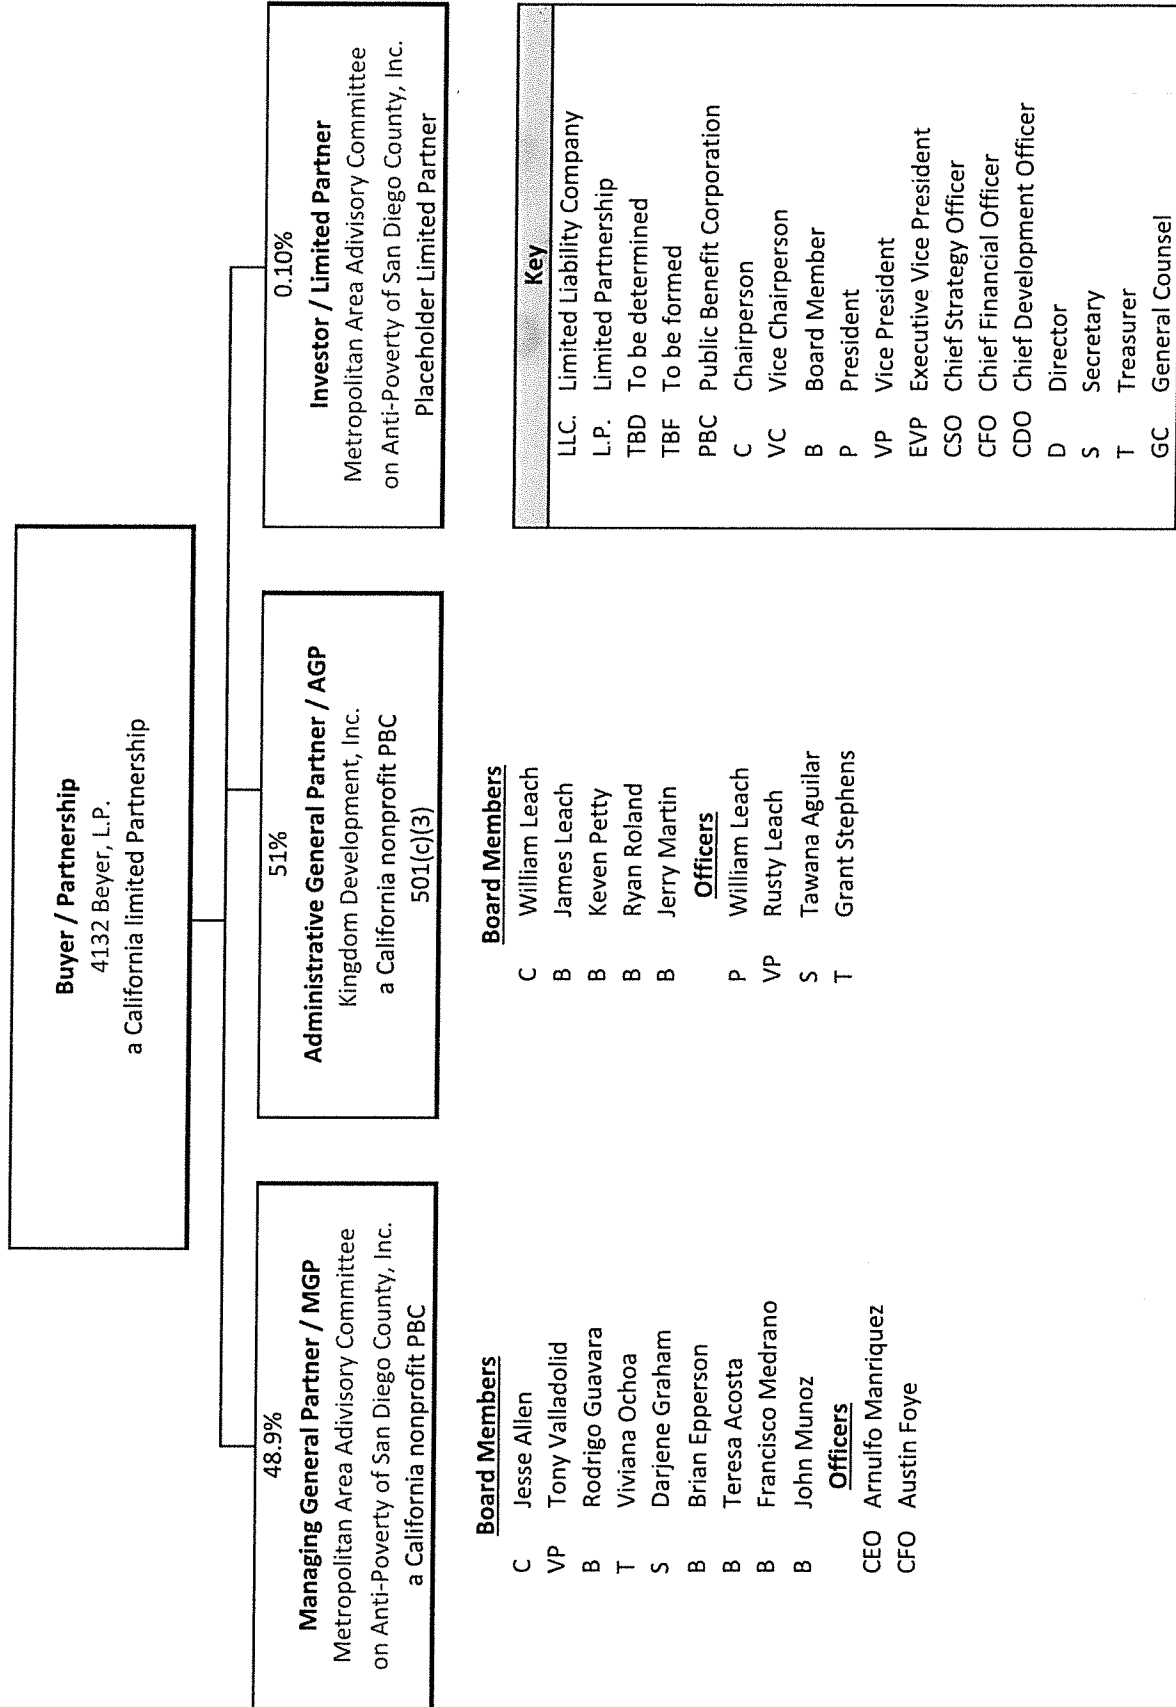 Buyer / Partnership
4132 Beyer, L.P.
a California limited Partnership
48.9%
Managing General Partner / MGP
Metropolitan Area Adivisory Committee
on Anti-Poverty of San Diego County, Inc.
a California nonprofit PBC
51%
Administrative General Partner / AGP
Kingdom Development, Inc.
a California nonprofit PBC
501(c)(3)
0.10%
Investor / Limited Partner
Metropolitan Area Adivisory Committee
on Anti-Poverty of San Diego County, Inc.
Placeholder Limited Partner
Board Members
C Jesse Allen
VP Tony Valladolid
B Rodrigo Guavara
T Viviana Ochoa
S Darjene Graham
B Brian Epperson
B Teresa Acosta
B Francisco Medrano
B John Munoz
Officers
CEO Arnulfo Manriquez
CFO Austin Foye
Board Members
C William Leach
B James Leach
B Keven Petty
B Ryan Roland
B Jerry Martin
Officers
P William Leach
VP Rusty Leach
S Tawana Aguilar
T Grant Stephens
Key
LLC. Limited Liability Company
L.P. Limited Partnership
TBD To be determined
TBF To be formed
PBC Public Benefit Corporation
C Chairperson
VC Vice Chairperson
B Board Member
P President
VP Vice President
EVP Executive Vice President
CSO Chief Strategy Officer
CFO Chief Financial Officer
CDO Chief Development Officer
D Director
S Secretary
T Treasurer
GC General Counsel